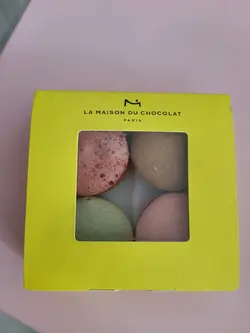 LA MAISON DU CHOCOLAT
PARIS